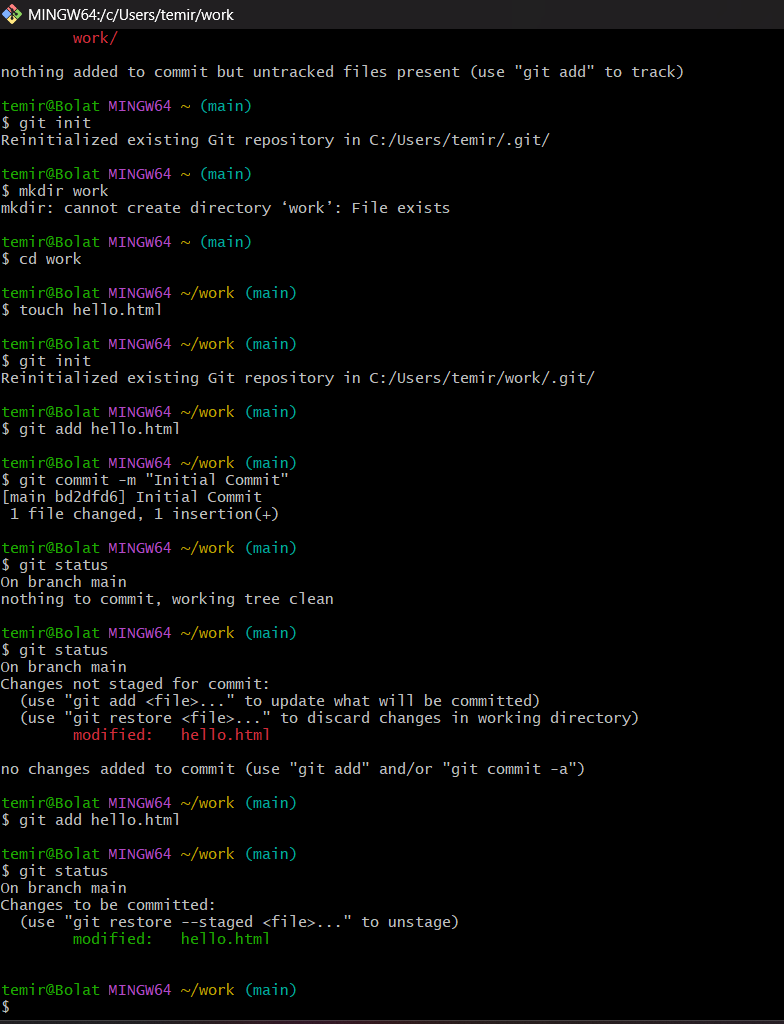 MINGW64:/c/Users/temir/work
work/
nothing added to commit but untracked files present (use "git add" to track)
temir@Bolat MINGW64 ~ (main)
$ git init
Reinitialized existing Git repository in C:/Users/temir/.git/
temir@Bolat MINGW64 ~ (main)
$ mkdir work
mkdir: cannot create directory ‘work’: File exists
temir@Bolat MINGW64 ~ (main)
$ cd work
temir@Bolat MINGW64 ~/work (main)
$ touch hello.html
temir@Bolat MINGW64 ~/work (main)
$ git init
Reinitialized existing Git repository in C:/Users/temir/work/.git/
temir@Bolat MINGW64 ~/work (main)
$ git add hello.html
temir@Bolat MINGW64 ~/work (main)
$ git commit -m "Initial Commit"
[main bd2dfd6] Initial Commit
1 file changed, 1 insertion(+)
temir@Bolat MINGW64 ~/work (main)
$ git status
On branch main
nothing to commit, working tree clean
temir@Bolat MINGW64 ~/work (main)
$ git status
On branch main
Changes not staged for commit:
(use "git add <file>..." to update what will be committed)
(use "git restore <file>..." to discard changes in working directory)
modified:   hello.html
no changes added to commit (use "git add" and/or "git commit -a")
temir@Bolat MINGW64 ~/work (main)
$ git add hello.html
temir@Bolat MINGW64 ~/work (main)
$ git status
On branch main
Changes to be committed:
(use "git restore --staged <file>..." to unstage)
modified:   hello.html
temir@Bolat MINGW64 ~/work (main)
$